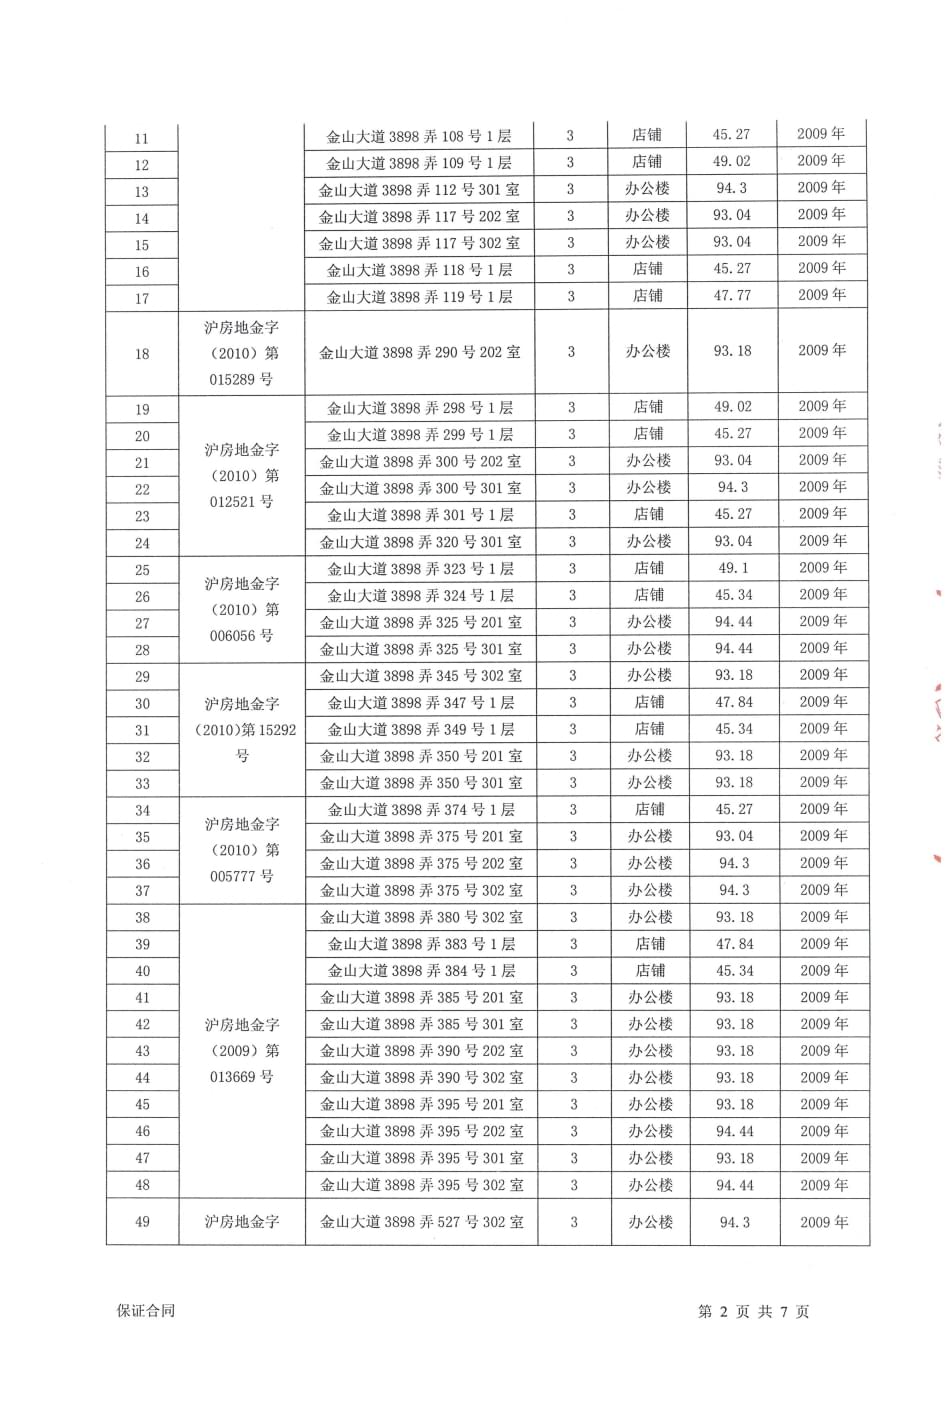 11 金山大道 3898 弄 108 号 1 层 3 店铺 45.27 2009 年
12 金山大道 3898 弄 109 号 1 层 3 店铺 49.02 2009 年
13 金山大道 3898 弄 112 号 301 室 3 办公楼 94.3 2009 年
14 金山大道 3898 弄 117 号 202 室 3 办公楼 93.04 2009 年
15 金山大道 3898 弄 117 号 302 室 3 办公楼 93.04 2009 年
16 金山大道 3898 弄 118 号 1 层 3 店铺 45.27 2009 年
17 金山大道 3898 弄 119 号 1 层 3 店铺 47.77 2009 年
沪房地金字
18 （2010）第 金山大道 3898 弄 290 号 202 室 3 办公楼 93.18 2009 年
015289 号
19 金山大道 3898 弄 298 号 1 层 3 店铺 49.02 2009 年
20 金山大道 3898 弄 299 号 1 层 3 店铺 45.27 2009 年
沪房地金字
21 金山大道 3898 弄 300 号 202 室 3 办公楼 93.04 2009 年
（2010）第
22 金山大道 3898 弄 300 号 301 室 3 办公楼 94.3 2009 年
012521 号
23 金山大道 3898 弄 301 号 1 层 3 店铺 45.27 2009 年
24 金山大道 3898 弄 320 号 301 室 3 办公楼 93.04 2009 年
25 金山大道 3898 弄 323 号 1 层 3 店铺 49.1 2009 年
沪房地金字
26 金山大道 3898 弄 324 号 1 层 3 店铺 45.34 2009 年
（2010）第
27 金山大道 3898 弄 325 号 201 室 3 办公楼 94.44 2009 年
006056 号
28 金山大道 3898 弄 325 号 301 室 3 办公楼 94.44 2009 年
29 金山大道 3898 弄 345 号 302 室 3 办公楼 93.18 2009 年
30 沪房地金字 金山大道 3898 弄 347 号 1 层 3 店铺 47.84 2009 年
31 （2010)第 15292 金山大道 3898 弄 349 号 1 层 3 店铺 45.34 2009 年
32 号 金山大道 3898 弄 350 号 201 室 3 办公楼 93.18 2009 年
33 金山大道 3898 弄 350 号 301 室 3 办公楼 93.18 2009 年
34 金山大道 3898 弄 374 号 1 层 3 店铺 45.27 2009 年
沪房地金字
35 金山大道 3898 弄 375 号 201 室 3 办公楼 93.04 2009 年
（2010）第
36 金山大道 3898 弄 375 号 202 室 3 办公楼 94.3 2009 年
005777 号
37 金山大道 3898 弄 375 号 302 室 3 办公楼 94.3 2009 年
38 金山大道 3898 弄 380 号 302 室 3 办公楼 93.18 2009 年
39 金山大道 3898 弄 383 号 1 层 3 店铺 47.84 2009 年
40 金山大道 3898 弄 384 号 1 层 3 店铺 45.34 2009 年
41 金山大道 3898 弄 385 号 201 室 3 办公楼 93.18 2009 年
42 沪房地金字 金山大道 3898 弄 385 号 301 室 3 办公楼 93.18 2009 年
43 （2009）第 金山大道 3898 弄 390 号 202 室 3 办公楼 93.18 2009 年
44 013669 号 金山大道 3898 弄 390 号 302 室 3 办公楼 93.18 2009 年
45 金山大道 3898 弄 395 号 201 室 3 办公楼 93.18 2009 年
46 金山大道 3898 弄 395 号 202 室 3 办公楼 94.44 2009 年
47 金山大道 3898 弄 395 号 301 室 3 办公楼 93.18 2009 年
48 金山大道 3898 弄 395 号 302 室 3 办公楼 94.44 2009 年
49 沪房地金字 金山大道 3898 弄 527 号 302 室 3 办公楼 94.3 2009 年
保证合同 第 2 页 共 7 页